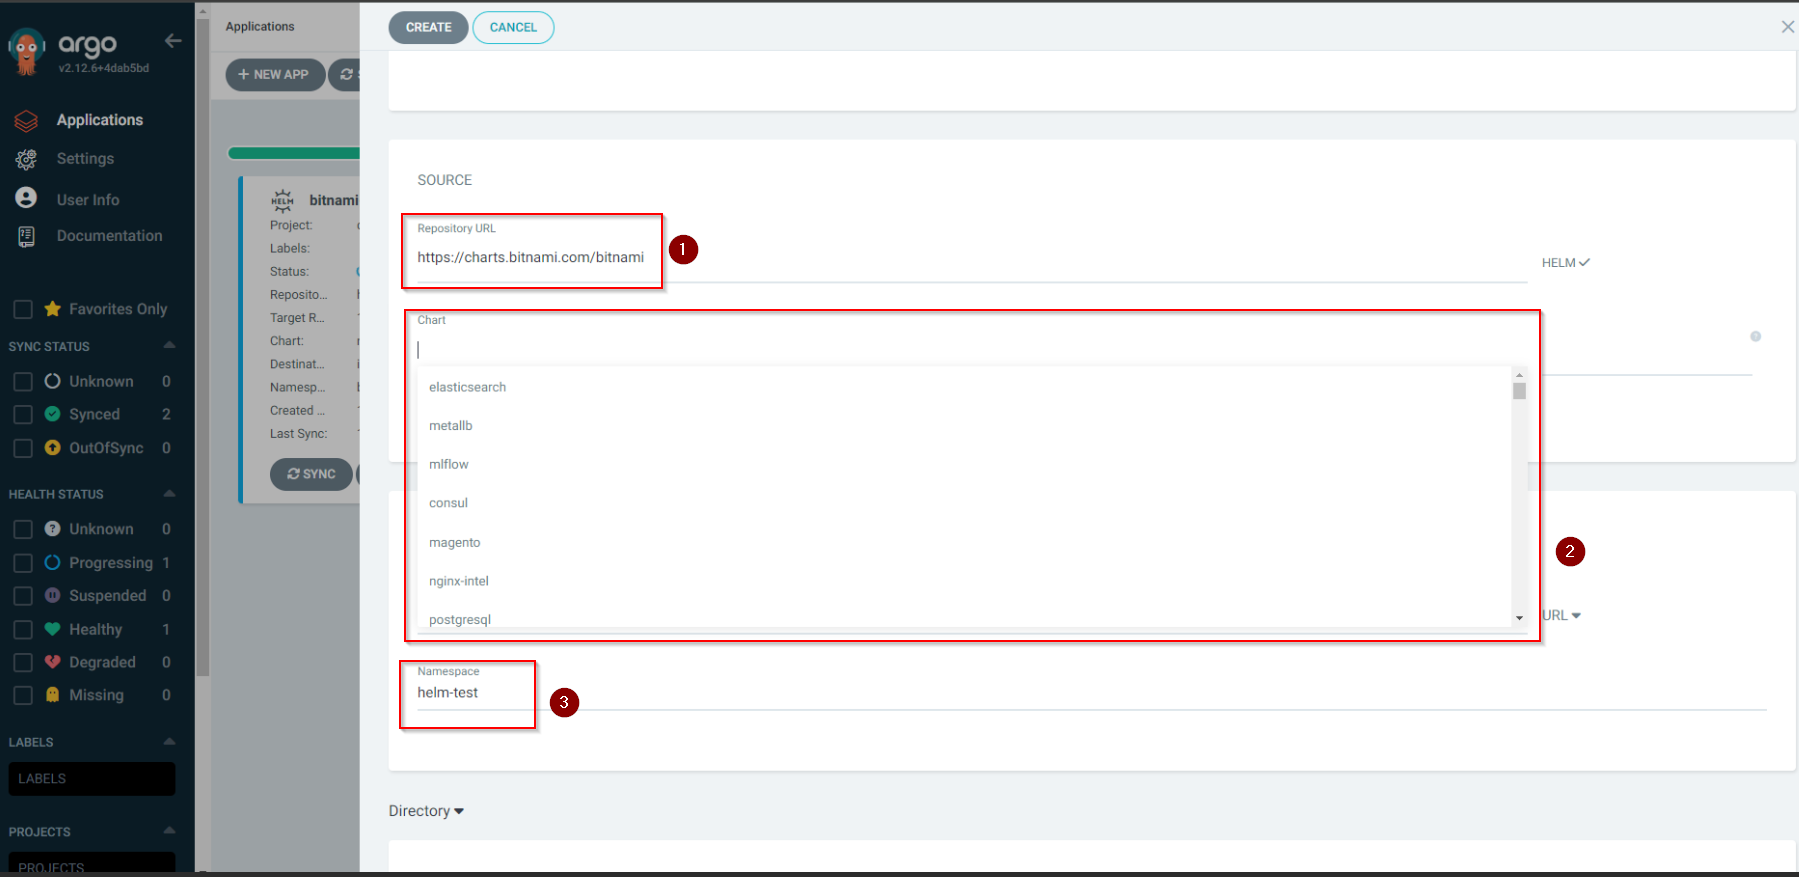 argo
v2.12.6+4dab5bd
Applications
Settings
User Info
Documentation
Favorites Only
SYNC STATUS
Unknown 0
Synced 2
OutOfSync 0
HEALTH STATUS
Unknown 0
Progressing 1
Suspended 0
Healthy 1
Degraded 0
Missing 0
LABELS
LABELS
PROJECTS
PROJECTS
Applications
+ NEW APP
HELM bitnami
Project:
Labels:
Status:
Reposito...
Target R...
Chart:
Destinat...
Namesp...
Created ...
Last Sync:
SYNC
CREATE CANCEL
SOURCE
Repository URL
https://charts.bitnami.com/bitnami
1
HELM
Chart
elasticsearch
metallb
mlflow
consul
magento
nginx-intel
postgresql
2
URL
Namespace
helm-test
3
Directory